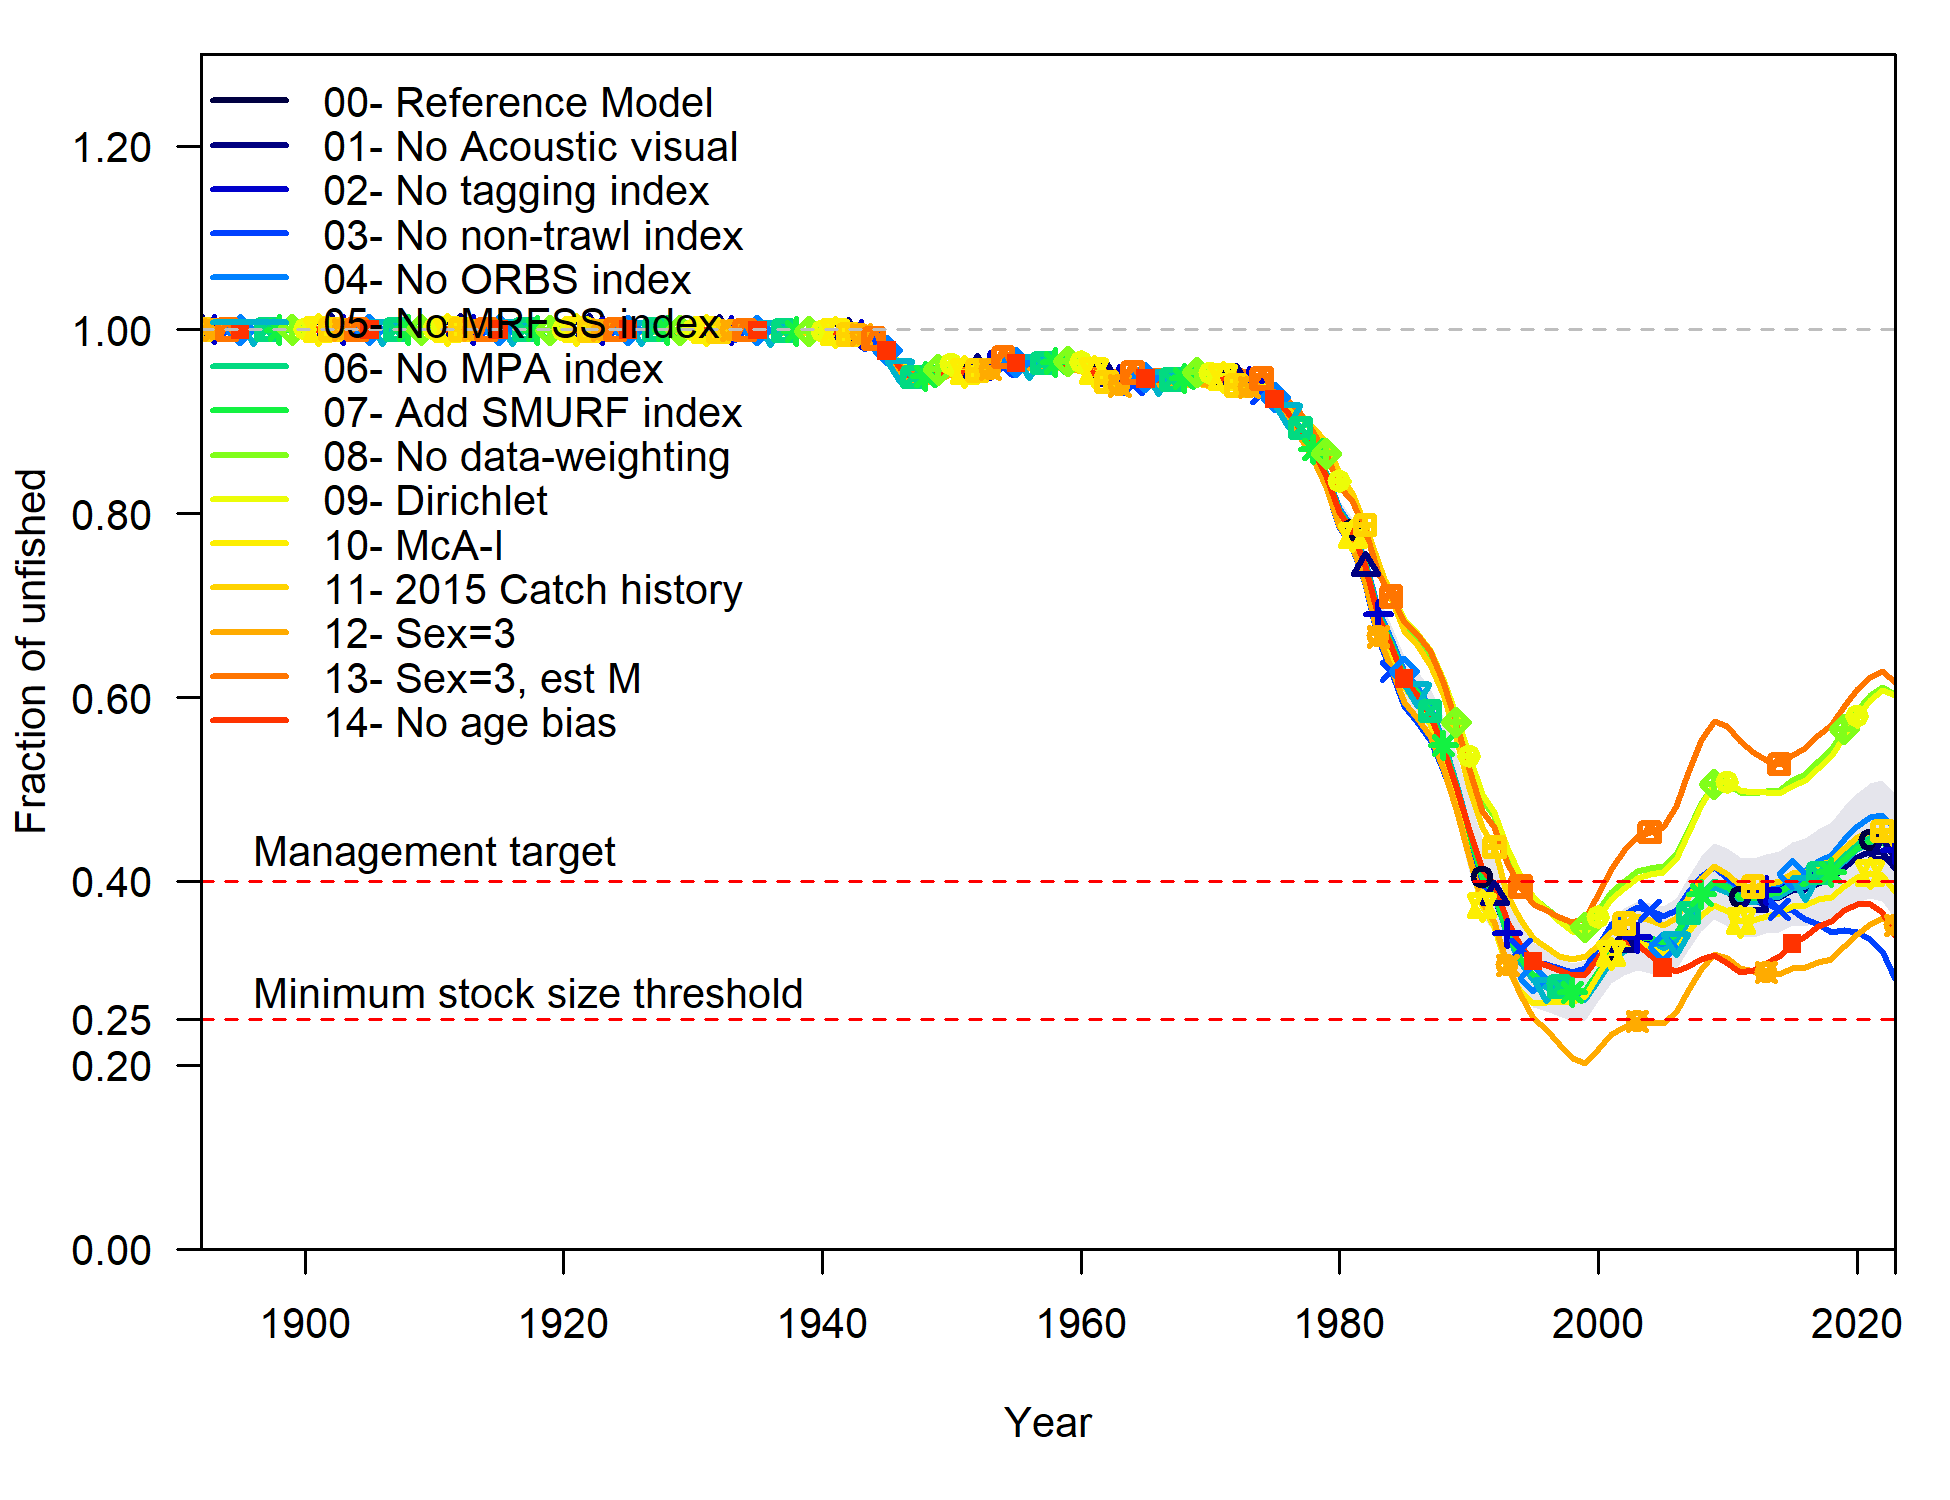 00- Reference Model
01- No Acoustic visual
02- No tagging index
03- No non-trawl index
04- No ORBS index
05- No MRFSS index
06- No MPA index
07- Add SMURF index
08- No data-weighting
09- Dirichlet
10- McA-I
11- 2015 Catch history
12- Sex=3
13- Sex=3, est M
14- No age bias
Management target
Minimum stock size threshold
Fraction of unfished
1.20
1.00
0.80
0.60
0.40
0.25
0.20
0.00
1900 1920 1940 1960 1980 2000 2020
Year